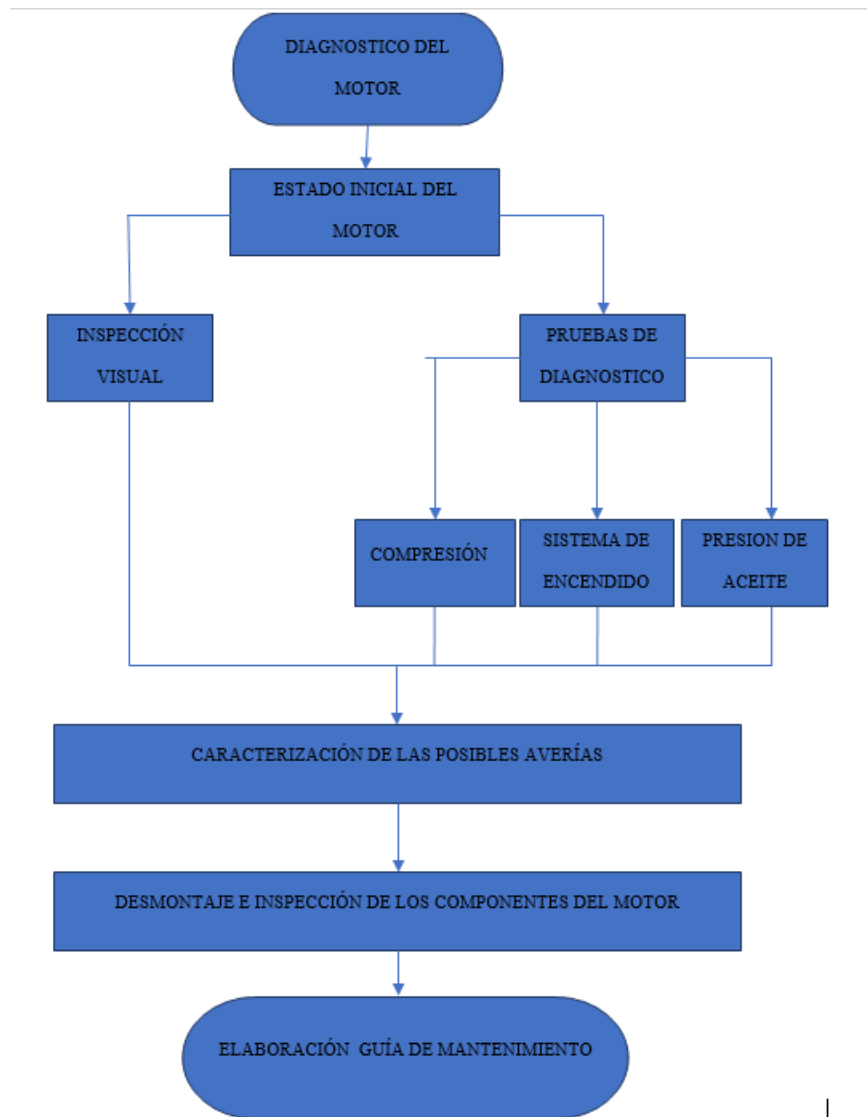 DIAGNOSTICO DEL
MOTOR
ESTADO INICIAL DEL
MOTOR
INSPECCIÓN
VISUAL
PRUEBAS DE
DIAGNOSTICO
COMPRESIÓN
SISTEMA DE
ENCENDIDO
PRESION DE
ACEITE
CARACTERIZACIÓN DE LAS POSIBLES AVERÍAS
DESMONTAJE E INSPECCIÓN DE LOS COMPONENTES DEL MOTOR
ELABORACIÓN GUÍA DE MANTENIMIENTO